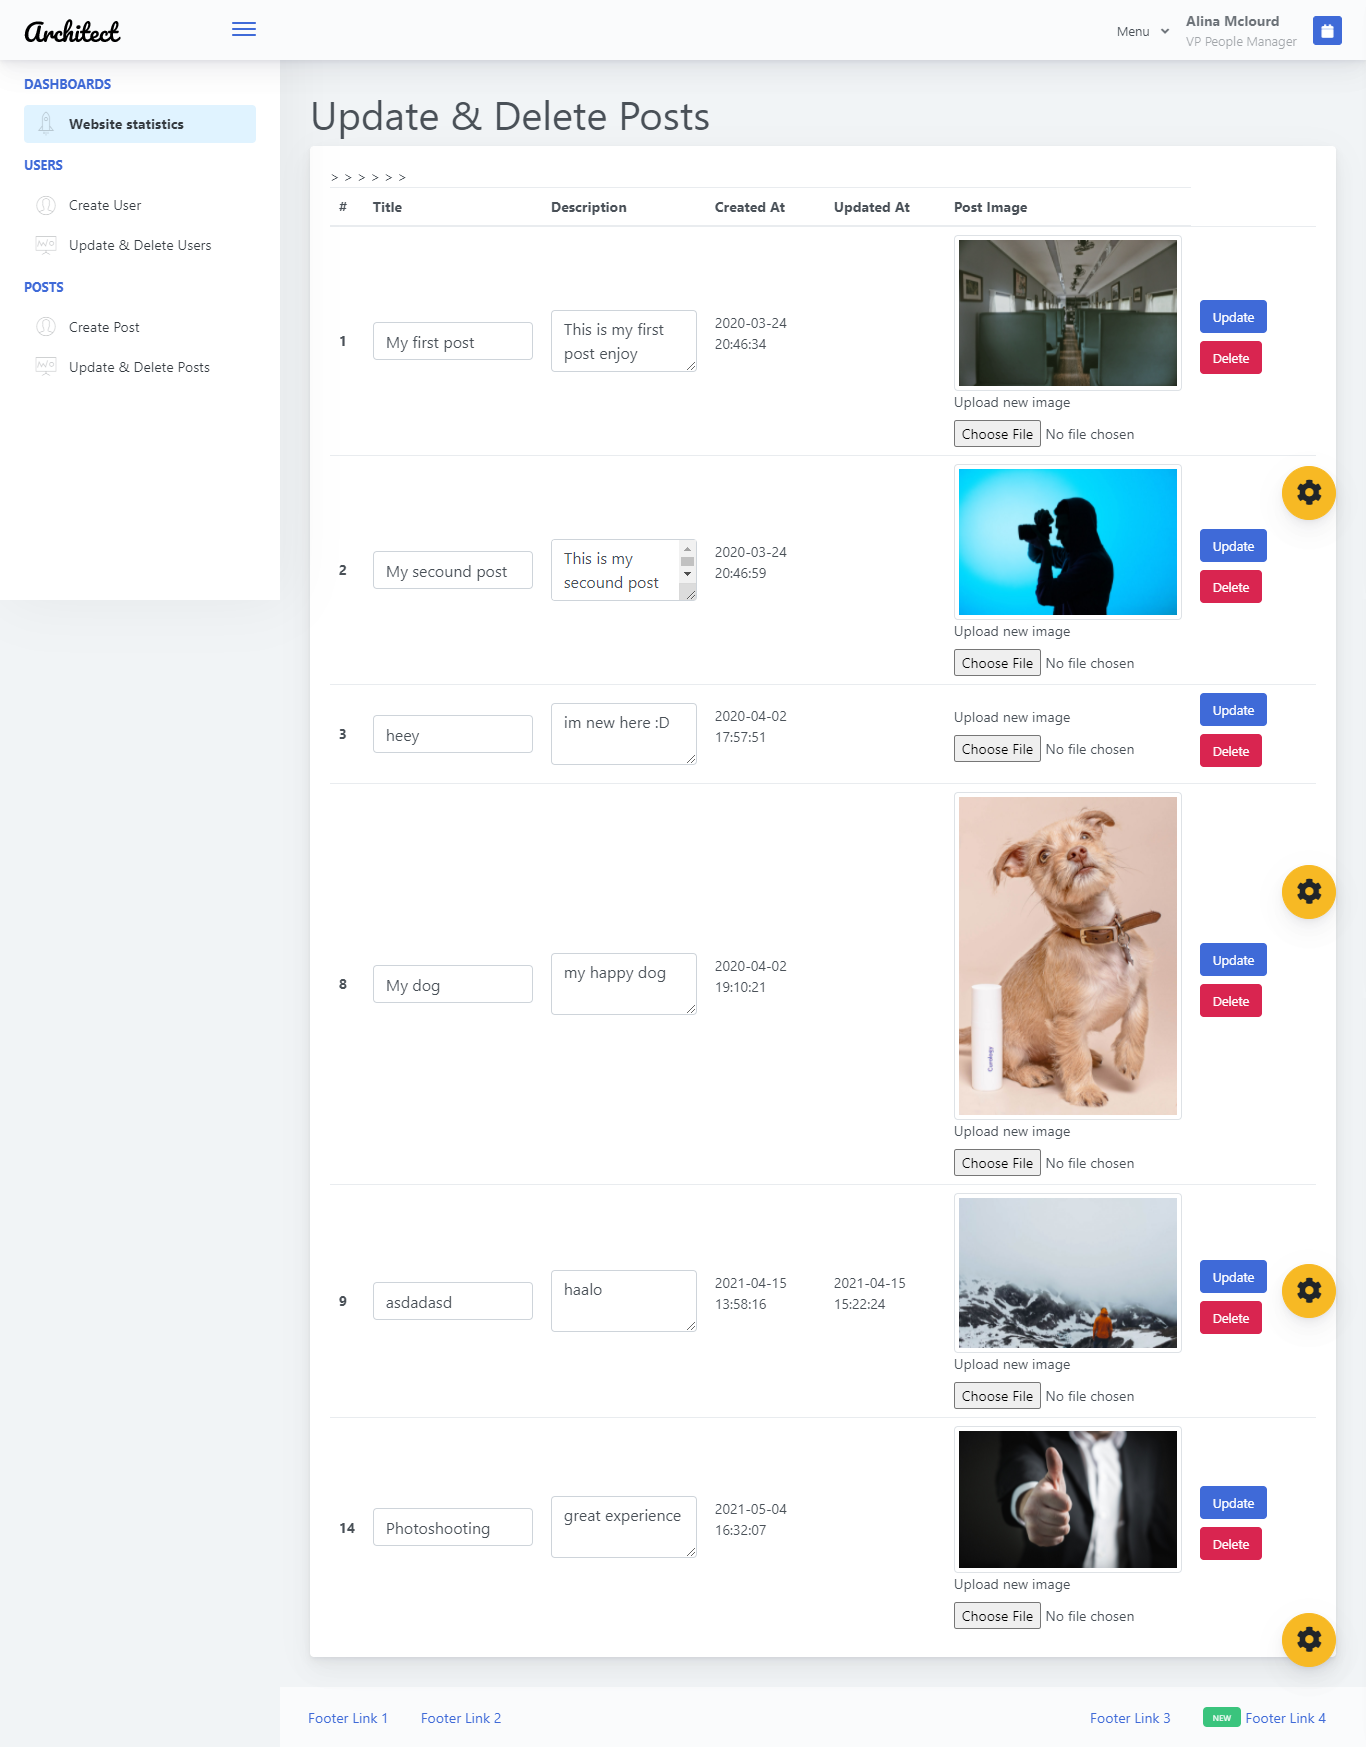 Architect
Menu
Alina Mclourd
VP People Manager
DASHBOARDS
Website statistics
USERS
Create User
Update & Delete Users
POSTS
Create Post
Update & Delete Posts
Update & Delete Posts
> > > > > >
# Title Description Created At Updated At Post Image
1
My first post
This is my first
post enjoy
2020-03-24
20:46:34
Upload new image
Choose File No file chosen
Update
Delete
2
My secound post
This is my
secound post
2020-03-24
20:46:59
Upload new image
Choose File No file chosen
Update
Delete
3
heey
im new here :D
2020-04-02
17:57:51
Upload new image
Choose File No file chosen
Update
Delete
8
My dog
my happy dog
2020-04-02
19:10:21
Curology
Upload new image
Choose File No file chosen
Update
Delete
9
asdadasd
haalo
2021-04-15
13:58:16
2021-04-15
15:22:24
Upload new image
Choose File No file chosen
Update
Delete
14
Photoshooting
great experience
2021-05-04
16:32:07
Upload new image
Choose File No file chosen
Update
Delete
Footer Link 1 Footer Link 2 Footer Link 3 NEW Footer Link 4